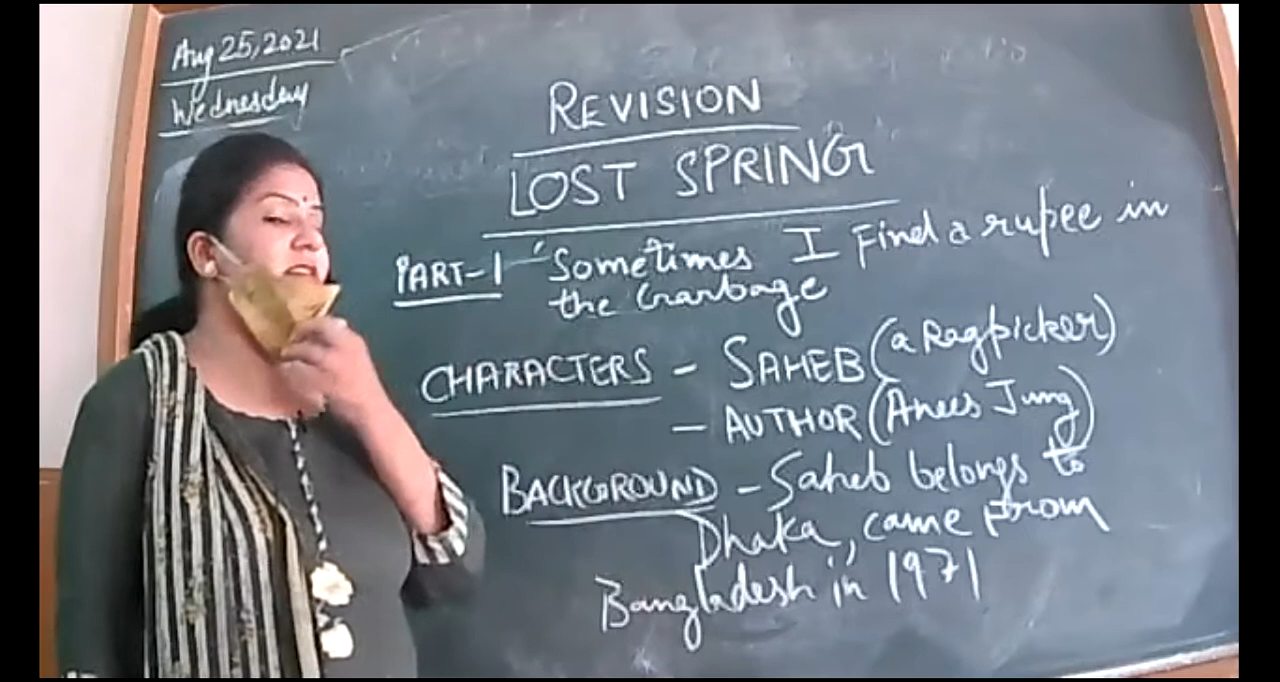 Aug 25, 2021
Wednesday
REVISION
LOST SPRING
PART-1 - 'Sometimes I Find a rupee in
the Garbage
CHARACTERS - SAHEB (a Ragpicker)
- AUTHOR (Anees Jung)
BACKGROUND - Saheb belongs to
Dhaka, came from
Bangladesh in 1971